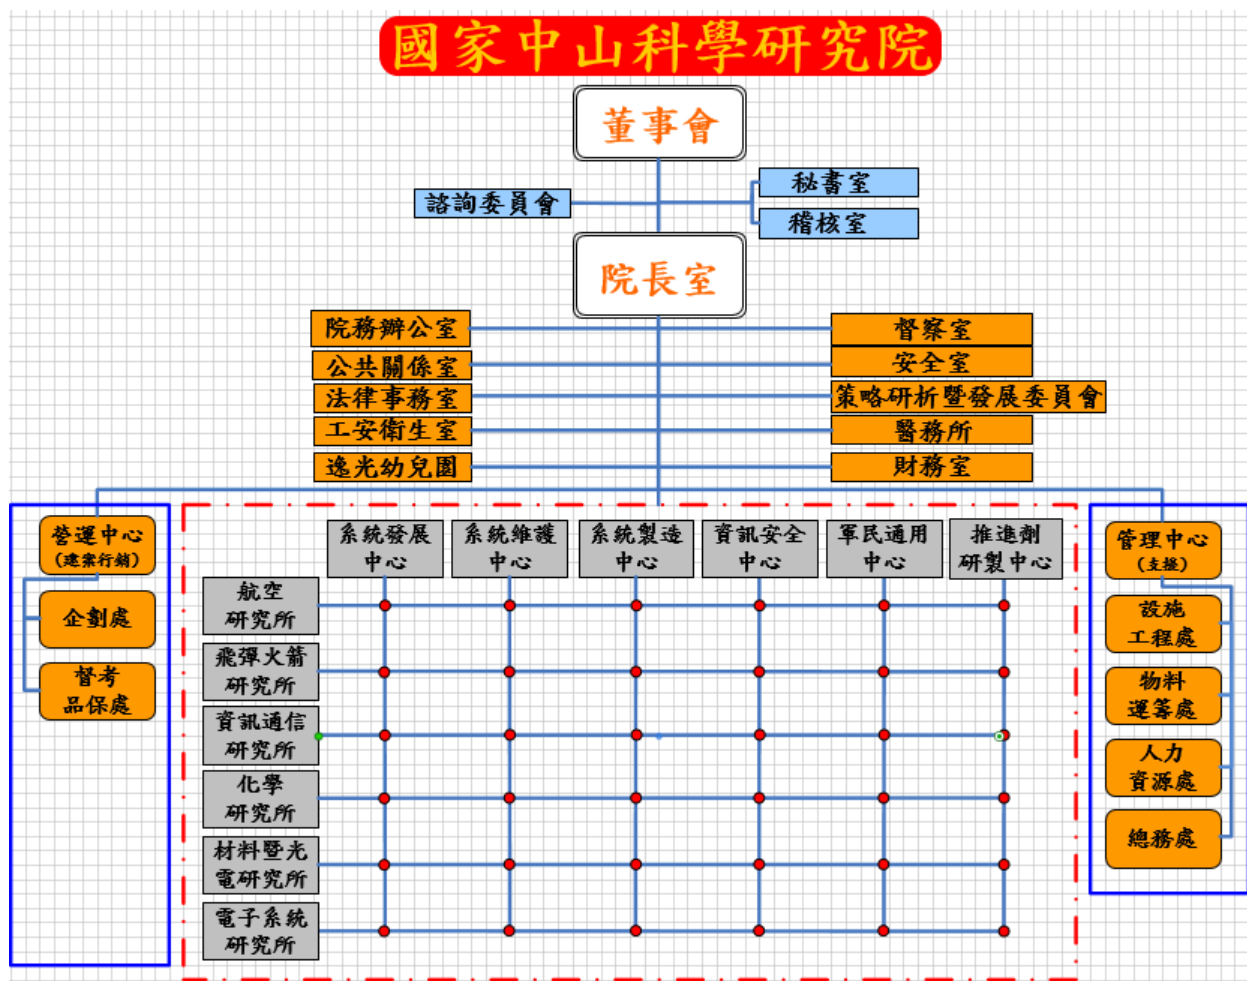 國家中山科學研究院
董事會
諮詢委員會
秘書室
稽核室
院長室
院務辦公室
督察室
公共關係室
安全室
法律事務室
策略研析暨發展委員會
工安衛生室
醫務所
逸光幼兒園
財務室
營運中心
(建案行銷)
企劃處
督考
品保處
系統發展
中心
系統維護
中心
系統製造
中心
資訊安全
中心
軍民通用
中心
推進劑
研製中心
航空
研究所
飛彈火箭
研究所
資訊通信
研究所
化學
研究所
材料暨光
電研究所
電子系統
研究所
管理中心
(支援)
設施
工程處
物料
運籌處
人力
資源處
總務處